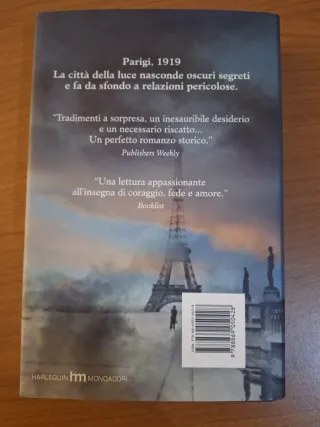 Parigi, 1919
La città della luce nasconde oscuri segreti
e fa da sfondo a relazioni pericolose.
“Tradimenti a sorpresa, un inesauribile desiderio
e un necessario riscatto...
Un perfetto romanzo storico.”
Publishers Weekly
“Una lettura appassionante
all'insegna di coraggio, fede e amore.”
Booklist
HARLEQUIN hm MONDADORI